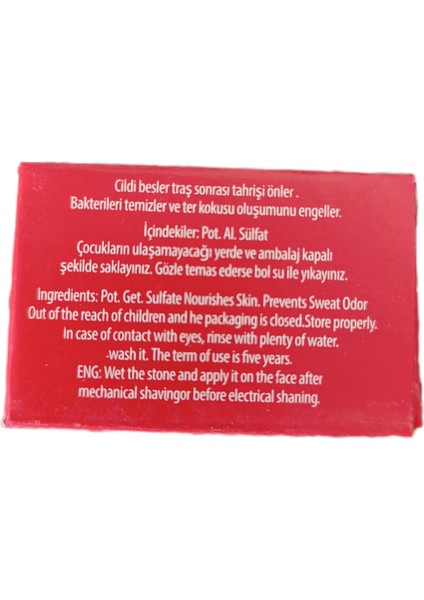 Cildi besler traş sonrası tahrişi önler .
Bakterileri temizler ve ter kokusu oluşumunu engeller.
İçindekiler: Pot. Al. Sülfat
Çocukların ulaşamayacağı yerde ve ambalaj kapalı
şekilde saklayınız. Gözle temas ederse bol su ile yıkayınız.
Ingredients: Pot. Get. Sulfate Nourishes Skin. Prevents Sweat Odor
Out of the reach of children and he packaging is closed.Store properly.
In case of contact with eyes, rinse with plenty of water.
.wash it. The term of use is five years.
ENG: Wet the stone and apply it on the face after
mechanical shavingor before electrical shaning.